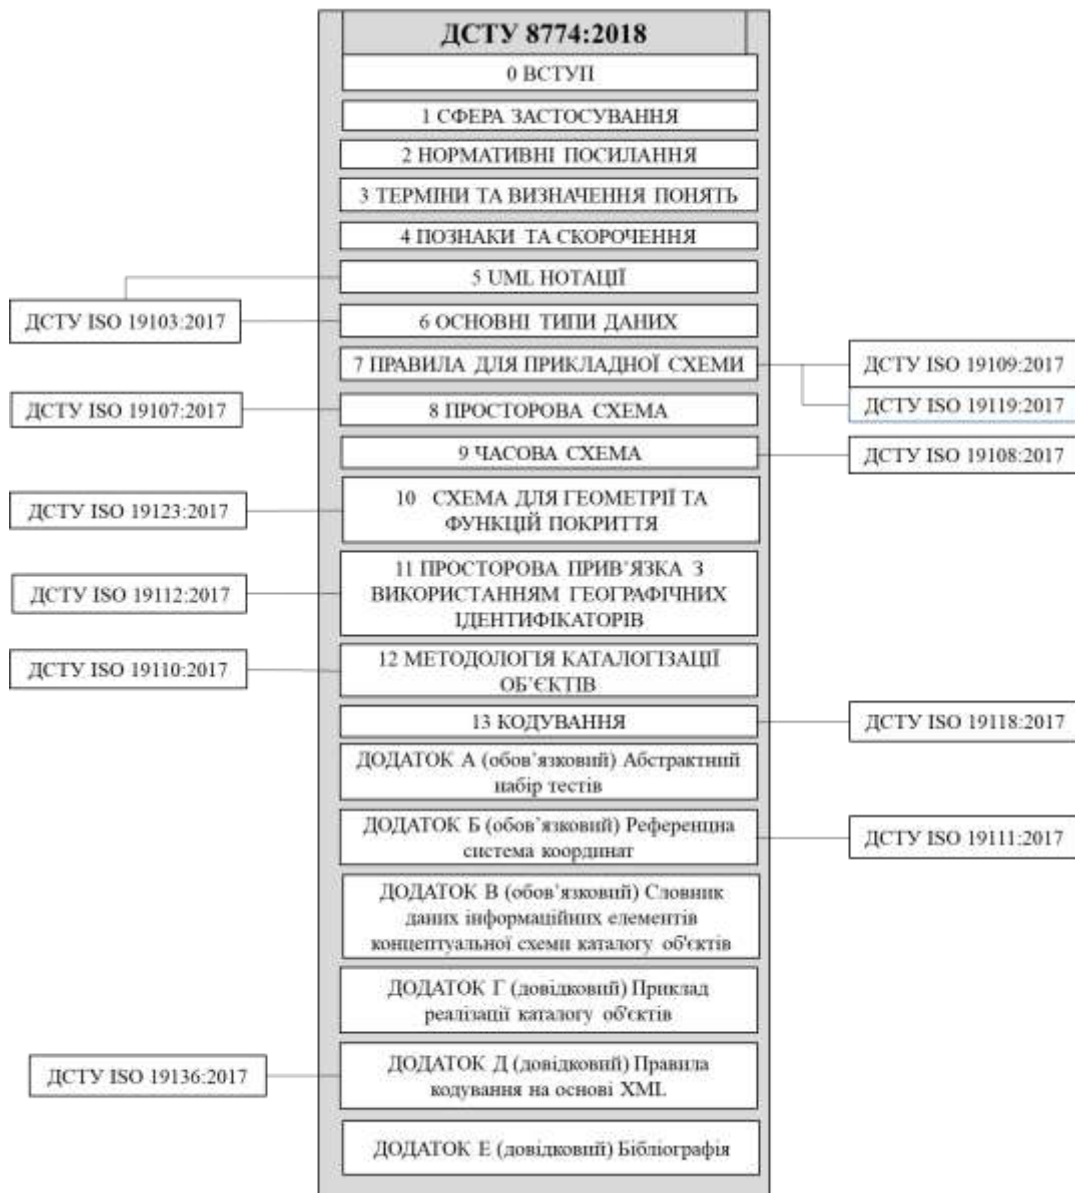 ДСТУ 8774:2018
0 ВСТУП
1 СФЕРА ЗАСТОСУВАННЯ
2 НОРМАТИВНІ ПОСИЛАННЯ
3 ТЕРМІНИ ТА ВИЗНАЧЕННЯ ПОНЯТЬ
4 ПОЗНАКИ ТА СКОРОЧЕННЯ
5 UML НОТАЦІЇ
ДСТУ ISO 19103:2017
6 ОСНОВНІ ТИПИ ДАНИХ
7 ПРАВИЛА ДЛЯ ПРИКЛАДНОЇ СХЕМИ
ДСТУ ISO 19109:2017
ДСТУ ISO 19119:2017
ДСТУ ISO 19107:2017
8 ПРОСТОРОВА СХЕМА
9 ЧАСОВА СХЕМА
ДСТУ ISO 19108:2017
ДСТУ ISO 19123:2017
10 СХЕМА ДЛЯ ГЕОМЕТРІЇ ТА
ФУНКЦІЙ ПОКРИТТЯ
ДСТУ ISO 19112:2017
11 ПРОСТОРОВА ПРИВ’ЯЗКА З
ВИКОРИСТАННЯМ ГЕОГРАФІЧНИХ
ІДЕНТИФІКАТОРІВ
ДСТУ ISO 19110:2017
12 МЕТОДОЛОГІЯ КАТАЛОГІЗАЦІЇ
ОБ’ЄКТІВ
13 КОДУВАННЯ
ДСТУ ISO 19118:2017
ДОДАТОК А (обов’язковий) Абстрактний
набір тестів
ДОДАТОК Б (обов’язковий) Референцна
система координат
ДСТУ ISO 19111:2017
ДОДАТОК В (обов’язковий) Словник
даних інформаційних елементів
концептуальної схеми каталогу об'єктів
ДОДАТОК Г (довідковий) Приклад
реалізації каталогу об'єктів
ДСТУ ISO 19136:2017
ДОДАТОК Д (довідковий) Правила
кодування на основі XML
ДОДАТОК Е (довідковий) Бібліографія